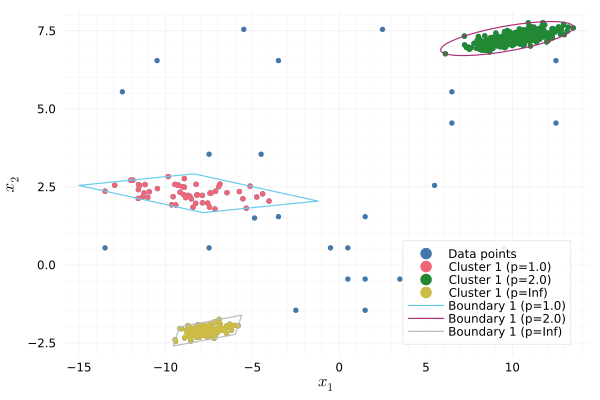 7.5
5.0
2.5
0.0
−2.5
x₂
−15
−10
−5
0
5
10
x₁
Data points
Cluster 1 (p=1.0)
Cluster 1 (p=2.0)
Cluster 1 (p=Inf)
Boundary 1 (p=1.0)
Boundary 1 (p=2.0)
Boundary 1 (p=Inf)